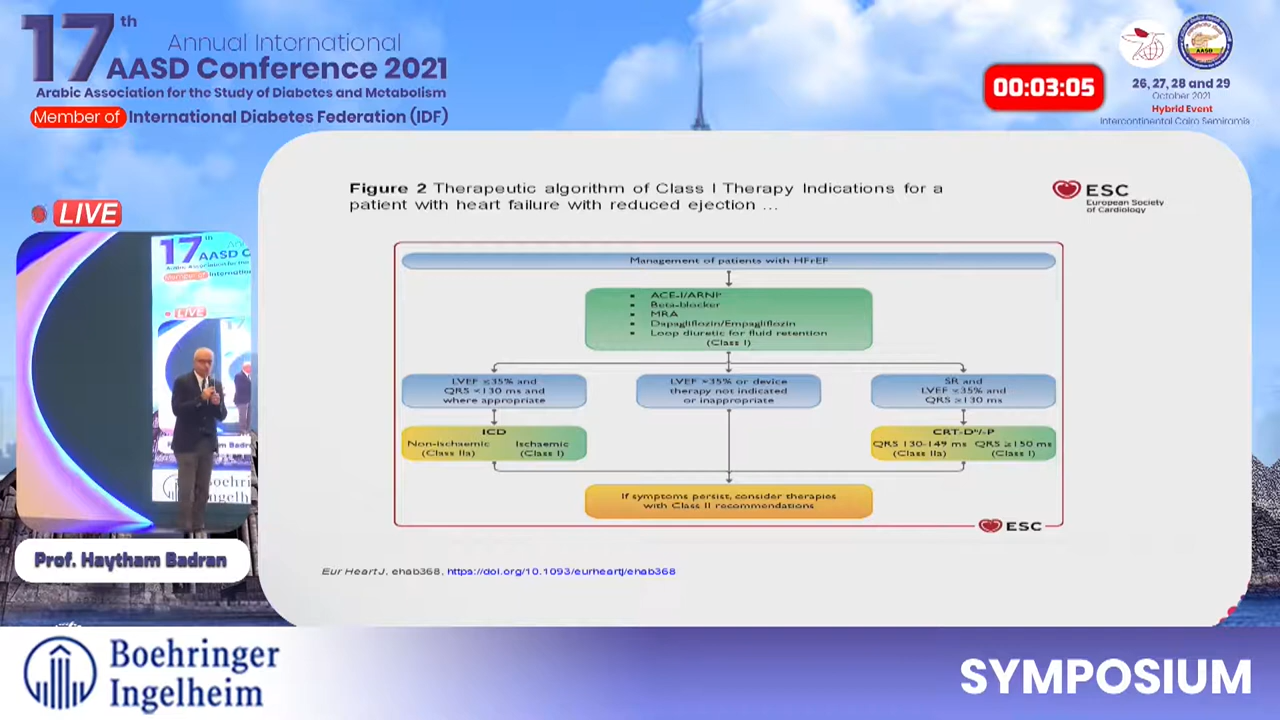 17th
Annual International
AASD Conference 2021
Arabic Association for the Study of Diabetes and Metabolism
Member of International Diabetes Federation (IDF)
00:03:05
AASD
26, 27, 28 and 29
October 2021
Hybrid Event
Intercontinental Cairo Semiramis
LIVE
Prof. Haytham Badran
Figure 2 Therapeutic algorithm of Class I Therapy Indications for a
patient with heart failure with reduced ejection ...
ESC
European Society
of Cardiology
Management of patients with HFrEF
▪ ACE-I/ARNI
▪ Beta-blocker
▪ MRA
▪ Dapagliflozin/Empagliflozin
▪ Loop diuretic for fluid retention
(Class I)
LVEF ≤35% and
QRS <130 ms and
where appropriate
LVEF >35% or device
therapy not indicated
or inappropriate
SR and
LVEF ≤35% and
QRS ≥130 ms
ICD
Non-ischaemic Ischaemic
(Class IIa) (Class I)
CRT-D/-P
QRS 130-149 ms QRS ≥150 ms
(Class IIa) (Class I)
If symptoms persist, consider therapies
with Class II recommendations
ESC
Eur Heart J, ehab368, https://doi.org/10.1093/eurheartj/ehab368
Boehringer
Ingelheim
SYMPOSIUM